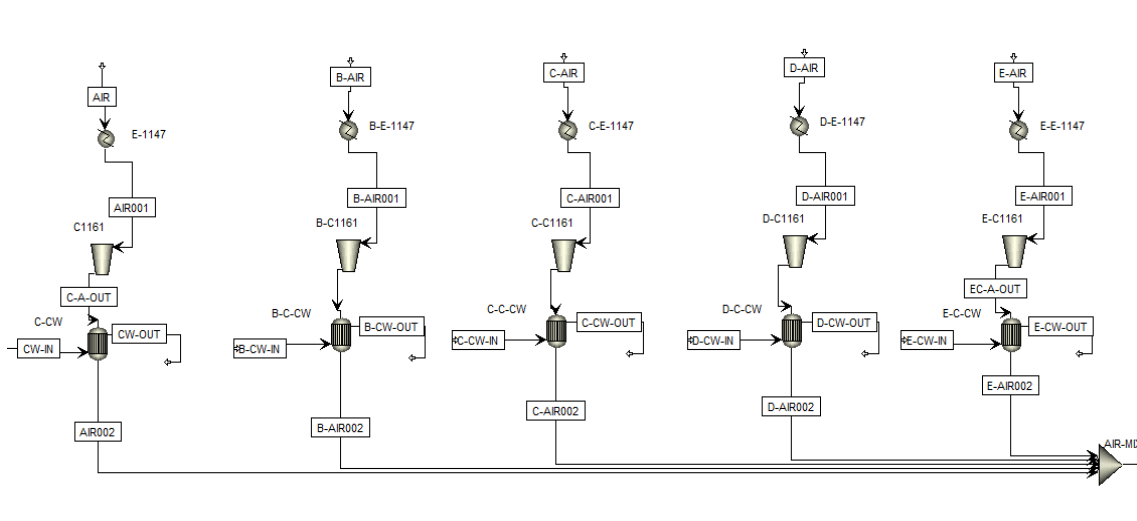 AIR
B-AIR
C-AIR
D-AIR
E-AIR
E-1147
B-E-1147
C-E-1147
D-E-1147
E-E-1147
AIR001
B-AIR001
C-AIR001
D-AIR001
E-AIR001
C1161
B-C1161
C-C1161
D-C1161
E-C1161
C-A-OUT
EC-A-OUT
C-CW
B-C-CW
C-C-CW
D-C-CW
E-C-CW
CW-IN
CW-OUT
B-CW-IN
B-CW-OUT
C-CW-IN
C-CW-OUT
D-CW-IN
D-CW-OUT
E-CW-IN
E-CW-OUT
AIR002
B-AIR002
C-AIR002
D-AIR002
E-AIR002